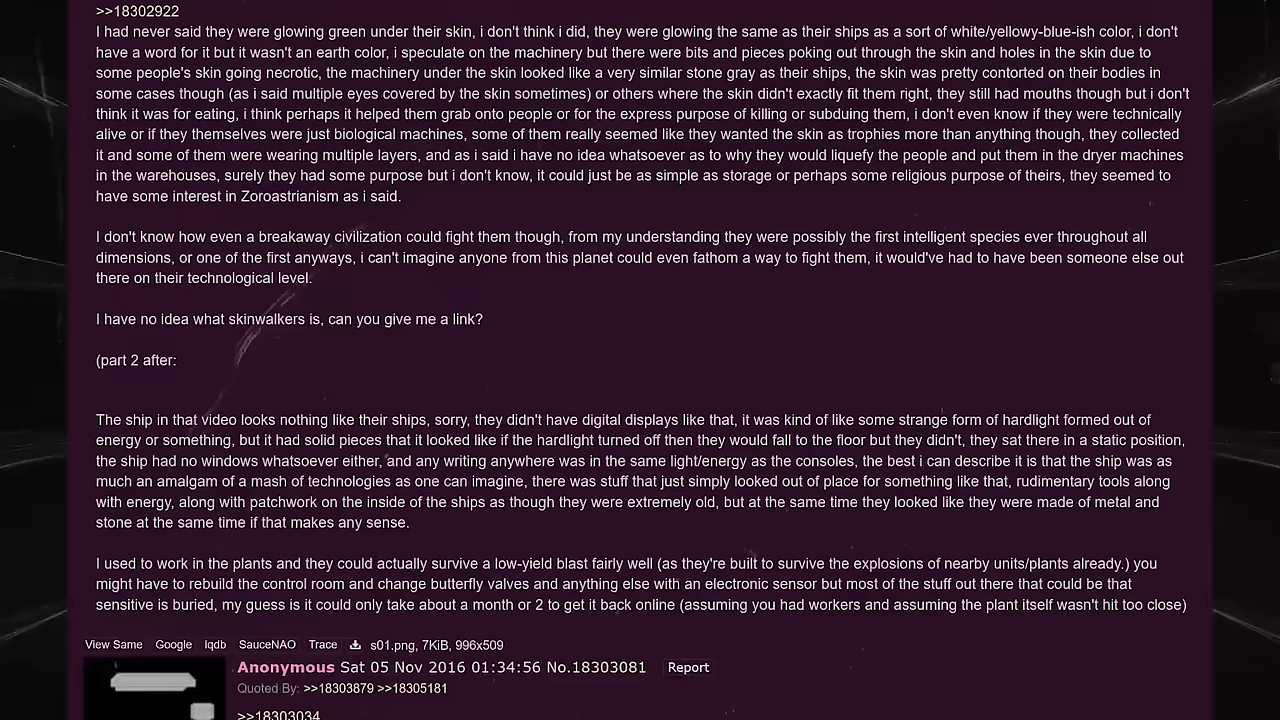 >>18302922
I had never said they were glowing green under their skin, i don't think i did, they were glowing the same as their ships as a sort of white/yellowy-blue-ish color, i don't
have a word for it but it wasn't an earth color, i speculate on the machinery but there were bits and pieces poking out through the skin and holes in the skin due to
some people's skin going necrotic, the machinery under the skin looked like a very similar stone gray as their ships, the skin was pretty contorted on their bodies in
some cases though (as i said multiple eyes covered by the skin sometimes) or others where the skin didn't exactly fit them right, they still had mouths though but i don't
think it was for eating, i think perhaps it helped them grab onto people or for the express purpose of killing or subduing them, i don't even know if they were technically
alive or if they themselves were just biological machines, some of them really seemed like they wanted the skin as trophies more than anything though, they collected
it and some of them were wearing multiple layers, and as i said i have no idea whatsoever as to why they would liquefy the people and put them in the dryer machines
in the warehouses, surely they had some purpose but i don't know, it could just be as simple as storage or perhaps some religious purpose of theirs, they seemed to
have some interest in Zoroastrianism as i said.
I don't know how even a breakaway civilization could fight them though, from my understanding they were possibly the first intelligent species ever throughout all
dimensions, or one of the first anyways, i can't imagine anyone from this planet could even fathom a way to fight them, it would've had to have been someone else out
there on their technological level.
I have no idea what skinwalkers is, can you give me a link?
(part 2 after:
The ship in that video looks nothing like their ships, sorry, they didn't have digital displays like that, it was kind of like some strange form of hardlight formed out of
energy or something, but it had solid pieces that it looked like if the hardlight turned off then they would fall to the floor but they didn't, they sat there in a static position,
the ship had no windows whatsoever either, and any writing anywhere was in the same light/energy as the consoles, the best i can describe it is that the ship was as
much an amalgam of a mash of technologies as one can imagine, there was stuff that just simply looked out of place for something like that, rudimentary tools along
with energy, along with patchwork on the inside of the ships as though they were extremely old, but at the same time they looked like they were made of metal and
stone at the same time if that makes any sense.
I used to work in the plants and they could actually survive a low-yield blast fairly well (as they're built to survive the explosions of nearby units/plants already.) you
might have to rebuild the control room and change butterfly valves and anything else with an electronic sensor but most of the stuff out there that could be that
sensitive is buried, my guess is it could only take about a month or 2 to get it back online (assuming you had workers and assuming the plant itself wasn't hit too close)
View Same Google iqdb SauceNAO Trace s01.png, 7KiB, 996x509
Anonymous Sat 05 Nov 2016 01:34:56 No.18303081 Report
Quoted By: >>18303879 >>18305181
>>18303034